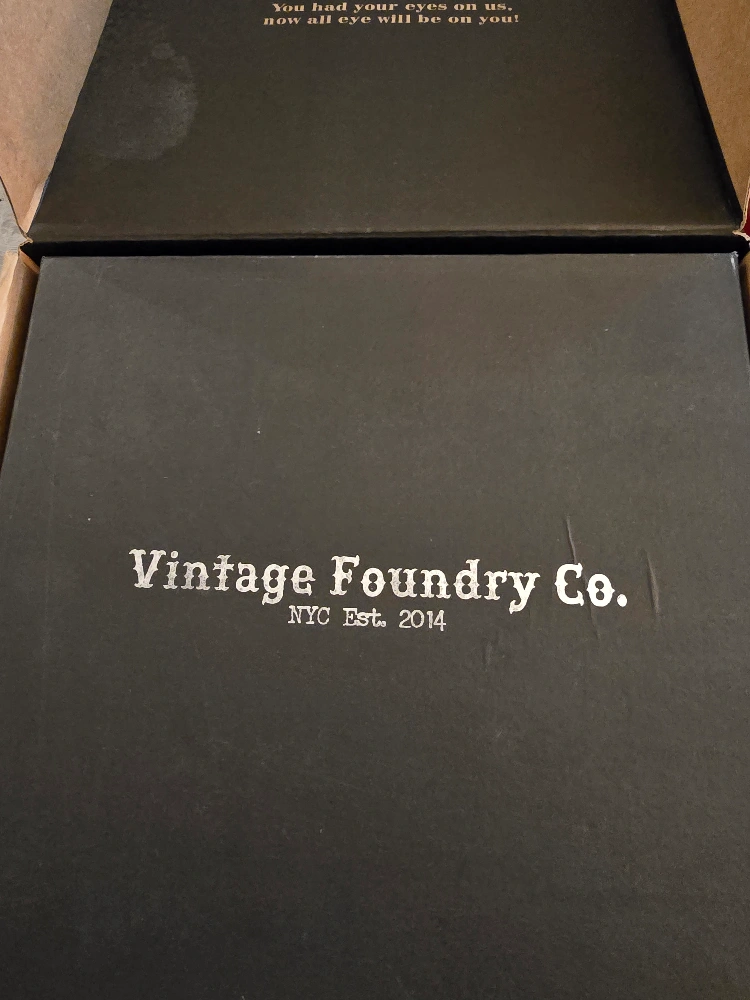 You had your eyes on us,
now all eye will be on you!
Vintage Foundry Co.
NYC Est. 2014